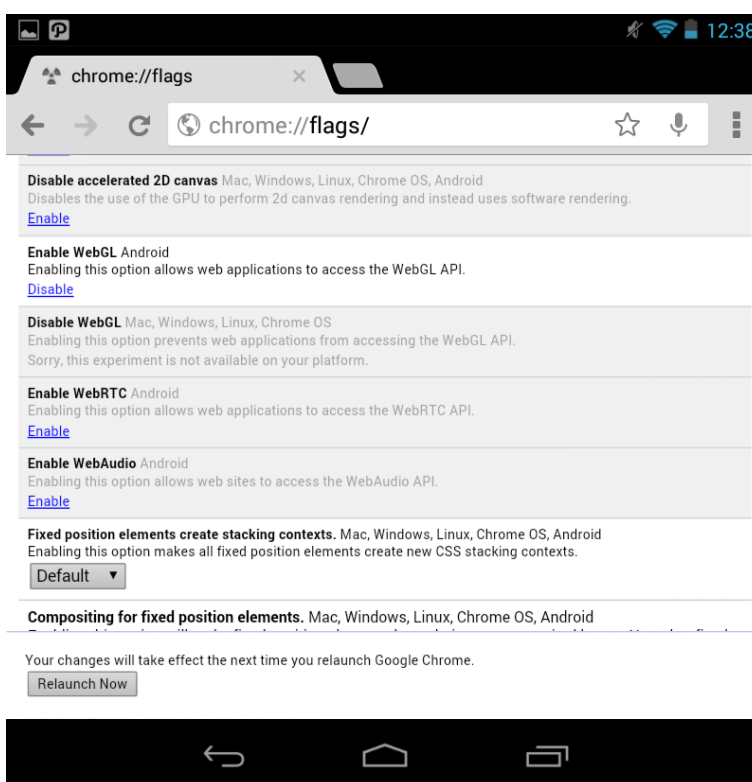 12:38
chrome://flags
chrome://flags/
Disable accelerated 2D canvas Mac, Windows, Linux, Chrome OS, Android
Disables the use of the GPU to perform 2d canvas rendering and instead uses software rendering.
Enable
Enable WebGL Android
Enabling this option allows web applications to access the WebGL API.
Disable
Disable WebGL Mac, Windows, Linux, Chrome OS
Enabling this option prevents web applications from accessing the WebGL API.
Sorry, this experiment is not available on your platform.
Enable WebRTC Android
Enabling this option allows web applications to access the WebRTC API.
Enable
Enable WebAudio Android
Enabling this option allows web sites to access the WebAudio API.
Enable
Fixed position elements create stacking contexts. Mac, Windows, Linux, Chrome OS, Android
Enabling this option makes all fixed position elements create new CSS stacking contexts.
Default
Compositing for fixed position elements. Mac, Windows, Linux, Chrome OS, Android
Your changes will take effect the next time you relaunch Google Chrome.
Relaunch Now